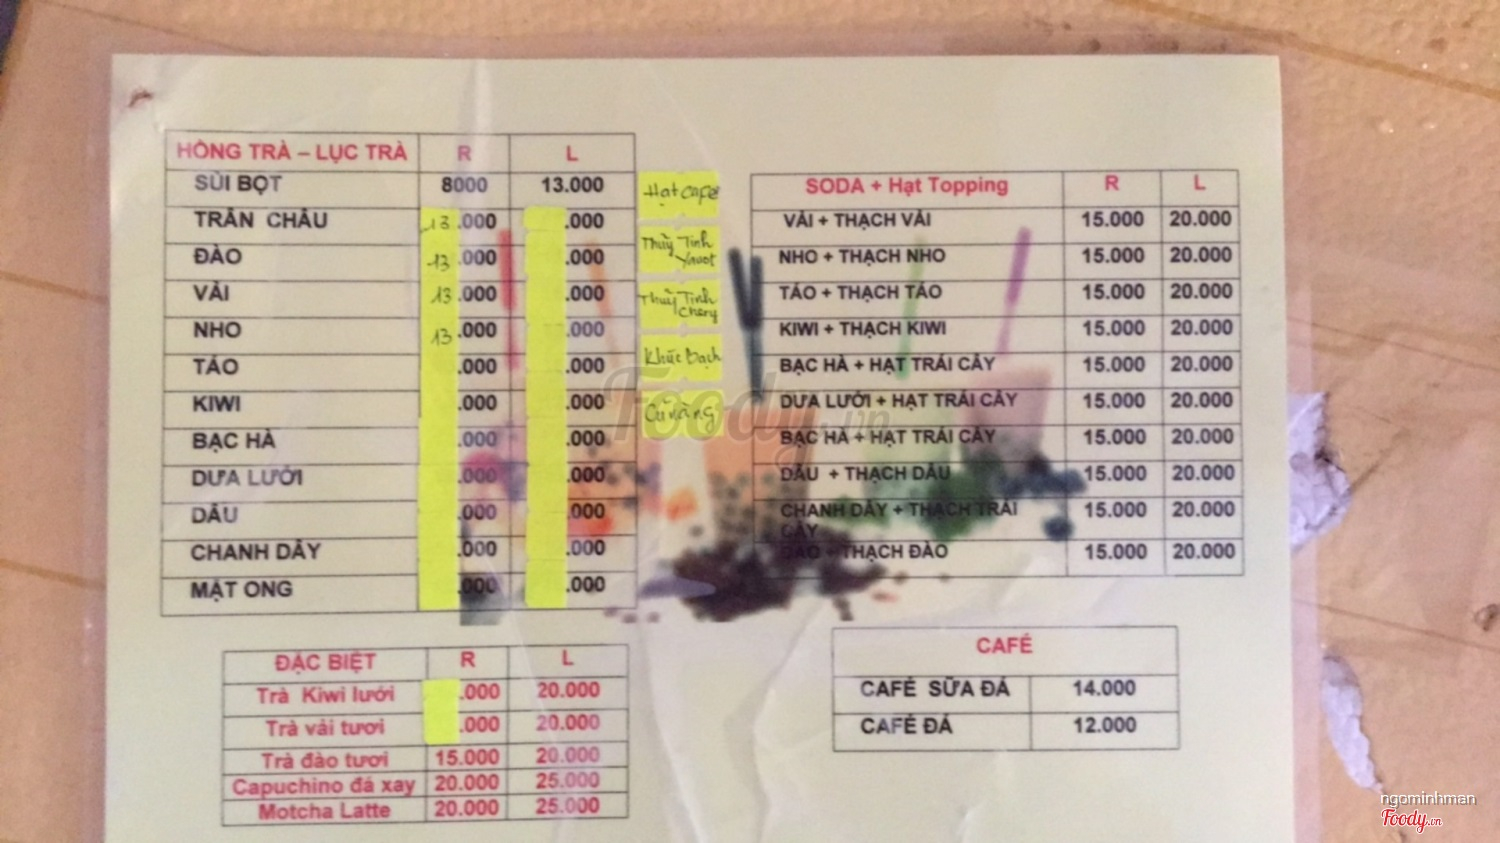 HỒNG TRÀ – LỤC TRÀ R L
SỦI BỌT 8000 13.000
TRÂN CHÂU 13.000 .000
ĐÀO 13.000 .000
VẢI 13.000 .000
NHO 13.000 .000
TÁO .000 .000
KIWI .000 .000
BẠC HÀ .000 .000
DƯA LƯỚI .000 .000
DÂU .000 .000
CHANH DÂY .000 .000
MẬT ONG .000 .000
Hạt cafe
Thủy Tinh
Thủy Tinh
Chery
Khúc Bạch
Củ năng
SODA + Hạt Topping R L
VẢI + THẠCH VẢI 15.000 20.000
NHO + THẠCH NHO 15.000 20.000
TÁO + THẠCH TÁO 15.000 20.000
KIWI + THẠCH KIWI 15.000 20.000
BẠC HÀ + HẠT TRÁI CÂY 15.000 20.000
DƯA LƯỚI + HẠT TRÁI CÂY 15.000 20.000
BẠC HÀ + HẠT TRÁI CÂY 15.000 20.000
DÂU + THẠCH DÂU 15.000 20.000
CHANH DÂY + THẠCH TRÁI 15.000 20.000
CÂY
ĐÀO + THẠCH ĐÀO 15.000 20.000
ĐẶC BIỆT R L
Trà Kiwi lưới .000 20.000
Trà vải tươi .000 20.000
Trà đào tươi 15.000 20.000
Capuchino đá xay 20.000 25.000
Motcha Latte 20.000 25.000
CAFÉ
CAFÉ SỮA ĐÁ 14.000
CAFÉ ĐÁ 12.000
Foody.vn
ngominhman
Foody.vn